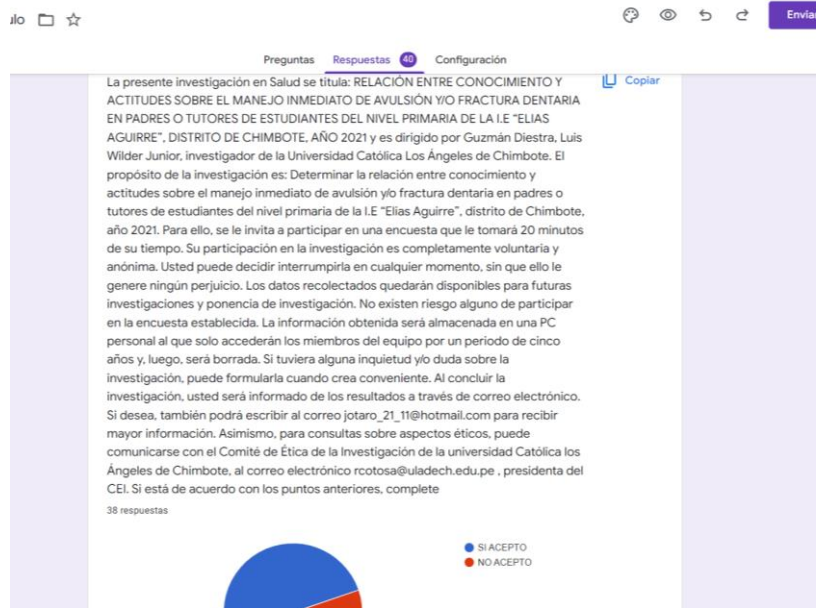 Enviar
Preguntas Respuestas 40 Configuración
La presente investigación en Salud se titula: RELACIÓN ENTRE CONOCIMIENTO Y
Copiar
ACTITUDES SOBRE EL MANEJO INMEDIATO DE AVULSIÓN Y/O FRACTURA DENTARIA
EN PADRES O TUTORES DE ESTUDIANTES DEL NIVEL PRIMARIA DE LA I.E “ELIAS
AGUIRRE”, DISTRITO DE CHIMBOTE, AÑO 2021 y es dirigido por Guzmán Diestra, Luis
Wilder Junior, investigador de la Universidad Católica Los Ángeles de Chimbote. El
propósito de la investigación es: Determinar la relación entre conocimiento y
actitudes sobre el manejo inmediato de avulsión y/o fractura dentaria en padres o
tutores de estudiantes del nivel primaria de la I.E “Elias Aguirre”, distrito de Chimbote,
año 2021. Para ello, se le invita a participar en una encuesta que le tomará 20 minutos
de su tiempo. Su participación en la investigación es completamente voluntaria y
anónima. Usted puede decidir interrumpirla en cualquier momento, sin que ello le
genere ningún perjuicio. Los datos recolectados quedarán disponibles para futuras
investigaciones y ponencia de investigación. No existen riesgo alguno de participar
en la encuesta establecida. La información obtenida será almacenada en una PC
personal al que solo accederán los miembros del equipo por un periodo de cinco
años y, luego, será borrada. Si tuviera alguna inquietud y/o duda sobre la
investigación, puede formularla cuando crea conveniente. Al concluir la
investigación, usted será informado de los resultados a través de correo electrónico.
Si desea, también podrá escribir al correo jotaro_21_11@hotmail.com para recibir
mayor información. Asimismo, para consultas sobre aspectos éticos, puede
comunicarse con el Comité de Ética de la Investigación de la universidad Católica los
Ángeles de Chimbote, al correo electrónico rcotosa@uladech.edu.pe , presidenta del
CEI. Si está de acuerdo con los puntos anteriores, complete
38 respuestas
SI ACEPTO
NO ACEPTO